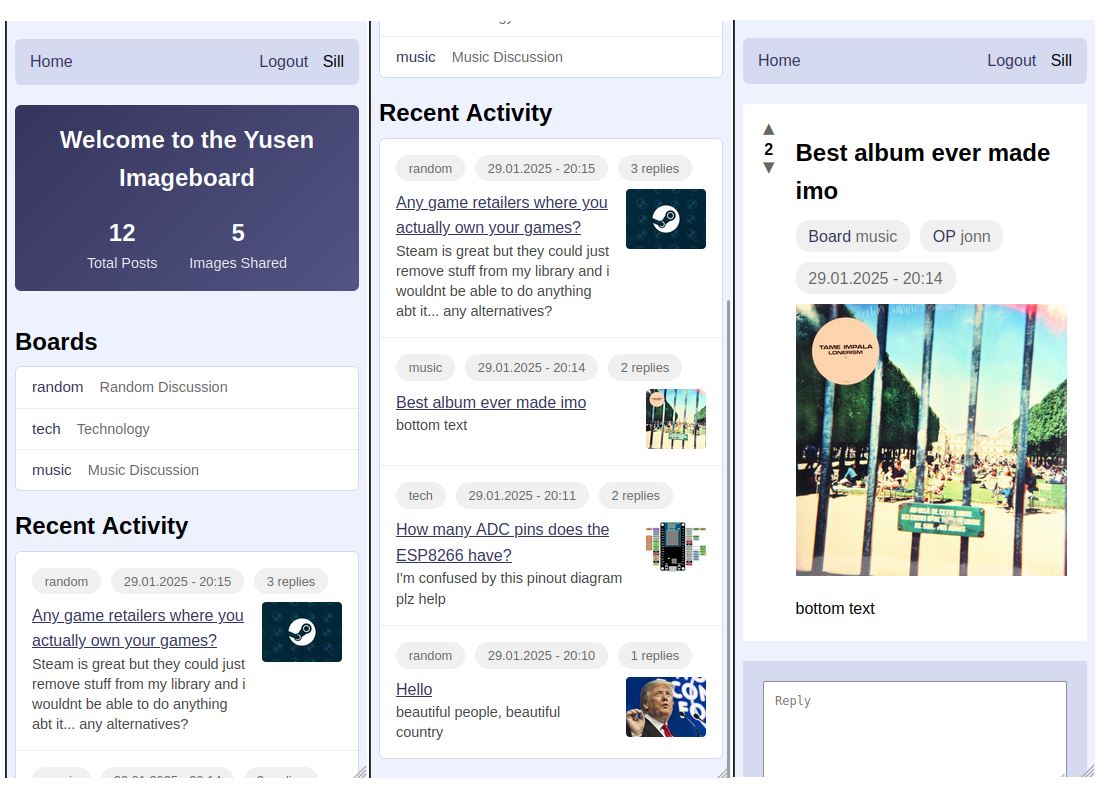 Home Logout Sill
Welcome to the Yusen
Imageboard
12 5
Total Posts Images Shared
Boards
random Random Discussion
tech Technology
music Music Discussion
Recent Activity
random 29.01.2025 - 20:15 3 replies
Any game retailers where you
actually own your games?
Steam is great but they could just
remove stuff from my library and i
wouldnt be able to do anything
abt it... any alternatives?
music Music Discussion
Recent Activity
random 29.01.2025 - 20:15 3 replies
Any game retailers where you
actually own your games?
Steam is great but they could just
remove stuff from my library and i
wouldnt be able to do anything
abt it... any alternatives?
music 29.01.2025 - 20:14 2 replies
Best album ever made imo
bottom text
tech 29.01.2025 - 20:11 2 replies
How many ADC pins does the
ESP8266 have?
I'm confused by this pinout diagram
plz help
random 29.01.2025 - 20:10 1 replies
Hello
beautiful people, beautiful
country
Home Logout Sill
2
Best album ever made
imo
Board music OP jonn
29.01.2025 - 20:14
TAME IMPALA
LONERISM
bottom text
Reply